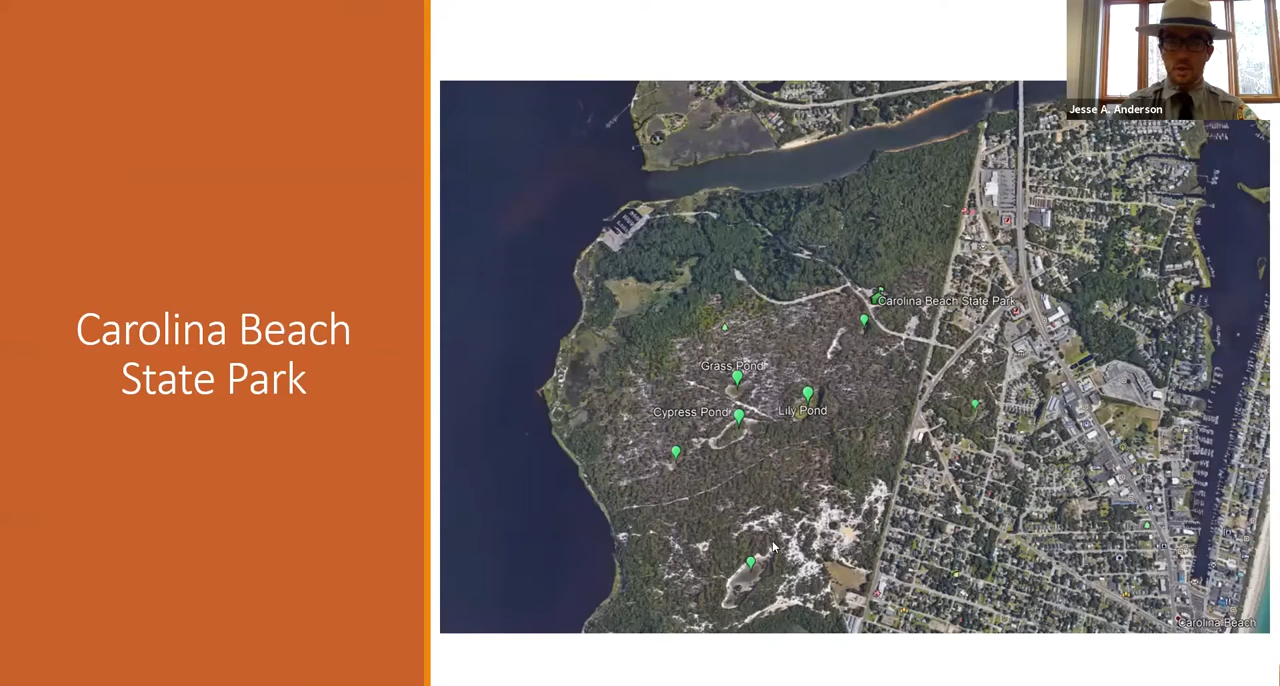 Carolina Beach
State Park
Jesse A. Anderson
Carolina Beach State Park
Grass Pond
Cypress Pond
Lily Pond
Carolina Beach